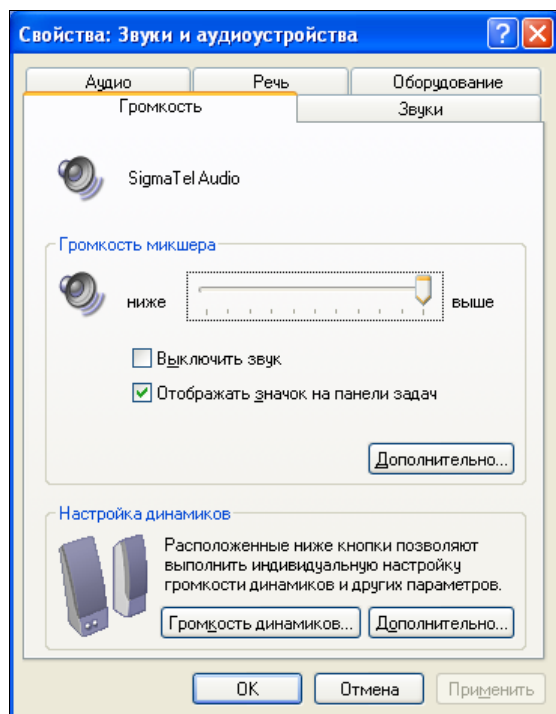 Свойства: Звуки и аудиоустройства
Аудио
Речь
Оборудование
Громкость
Звуки
SigmaTel Audio
Громкость микшера
ниже
выше
Выключить звук
Отображать значок на панели задач
Дополнительно...
Настройка динамиков
Расположенные ниже кнопки позволяют
выполнить индивидуальную настройку
громкости динамиков и других параметров.
Громкость динамиков...
Дополнительно...
OK
Отмена
Применить